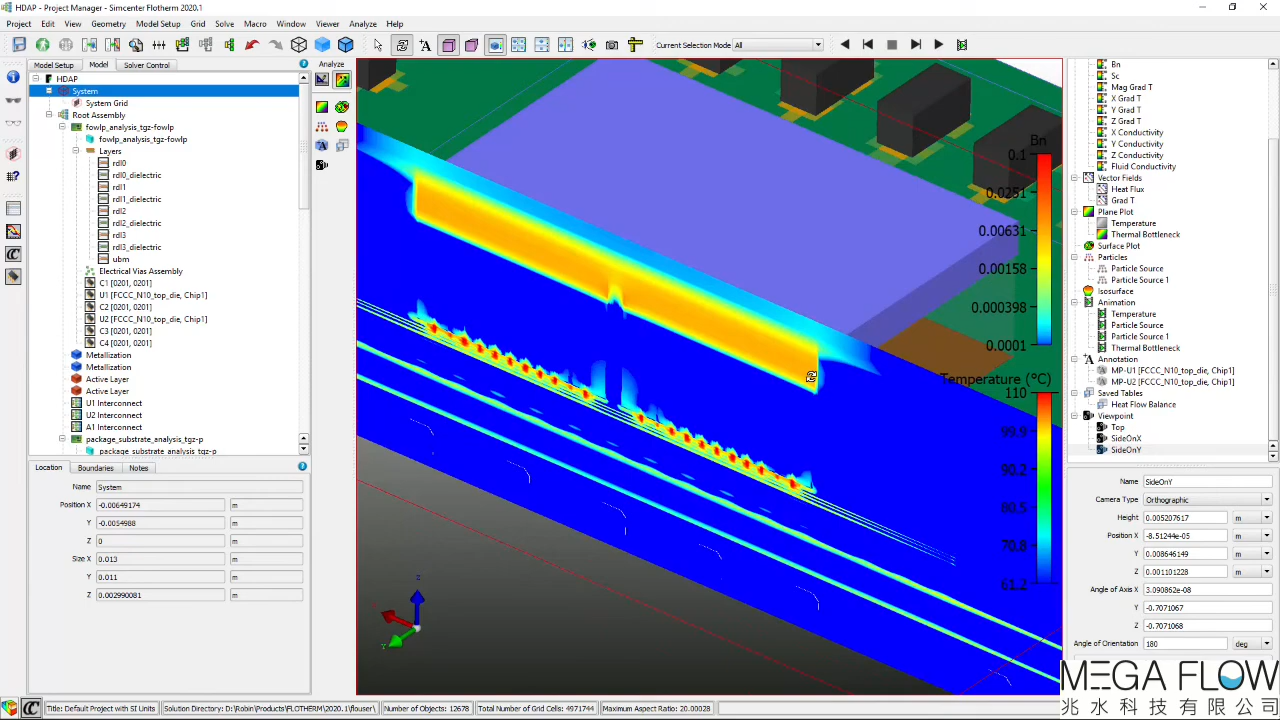 HDAP - Project Manager - Simcenter Flotherm 2020.1
Project Edit View Geometry Model Setup Grid Solve Macro Window Viewer Analyze Help
Current Selection Mode All
Model Setup Model Solver Control
HDAP
System
System Grid
Root Assembly
fowlp_analysis_tgz-fowlp
fowlp_analysis_tgz-fowlp
Layers
rdl0
rdl0_dielectric
rdl1
rdl1_dielectric
rdl2
rdl2_dielectric
rdl3
rdl3_dielectric
ubm
Electrical Vias Assembly
C1 [0201, 0201]
U1 [FCCC_N10_top_die, Chip1]
C2 [0201, 0201]
U2 [FCCC_N10_top_die, Chip1]
C3 [0201, 0201]
C4 [0201, 0201]
Metallization
Metallization
Active Layer
Active Layer
U1 Interconnect
U2 Interconnect
A1 Interconnect
package_substrate_analysis_tgz-p
package substrate analysis tgz-p
Location Boundaries Notes
Name System
Position X -0.00649174 m
Y -0.0054988 m
Z 0 m
Size X 0.013 m
Y 0.011 m
Z 0.002990081 m
Analyze
Bn
0.1
0.0251
0.00631
0.00158
0.000398
0.0001
Temperature (°C)
110
99.9
90.2
80.5
70.8
61.2
Z
Y
Bn
Sc
Mag Grad T
X Grad T
Y Grad T
Z Grad T
X Conductivity
Y Conductivity
Z Conductivity
Fluid Conductivity
Vector Fields
Heat Flux
Grad T
Plane Plot
Temperature
Thermal Bottleneck
Surface Plot
Particles
Particle Source
Particle Source 1
Isosurface
Animation
Temperature
Particle Source
Particle Source 1
Thermal Bottleneck
Annotation
MP-U1 [FCCC_N10_top_die, Chip1]
MP-U2 [FCCC_N10_top_die, Chip1]
Saved Tables
Heat Flow Balance
Viewpoint
Top
SideOnX
SideOnY
Name SideOnY
Camera Type Orthographic
Height 0.005207617 m
Position X -8.51244e-05 m
Y 0.008646149 m
Z 0.001101228 m
Angle of Axis X 3.090862e-08
Y -0.7071067
Z -0.7071068
Angle of Orientation 180 deg
MEGA FLOW
兆水科技有限公司
Title: Default Project with SI Units Solution Directory: D:\Robin\Products\FLOTHERM\2020.1\flouser\ Number of Objects: 12678 Total Number of Grid Cells: 4971744 Maximum Aspect Ratio: 20.00028